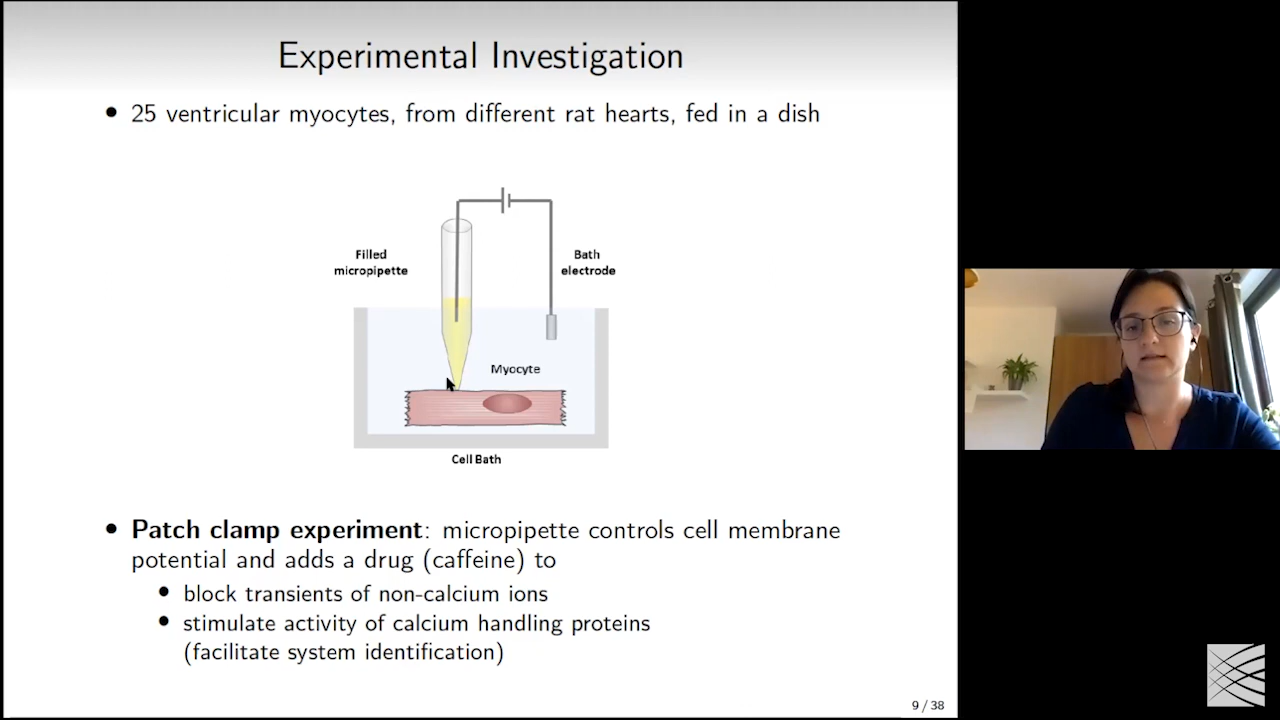 Experimental Investigation
• 25 ventricular myocytes, from different rat hearts, fed in a dish
Filled
micropipette
Bath
electrode
Myocyte
Cell Bath
• Patch clamp experiment: micropipette controls cell membrane
potential and adds a drug (caffeine) to
• block transients of non-calcium ions
• stimulate activity of calcium handling proteins
(facilitate system identification)
9 / 38